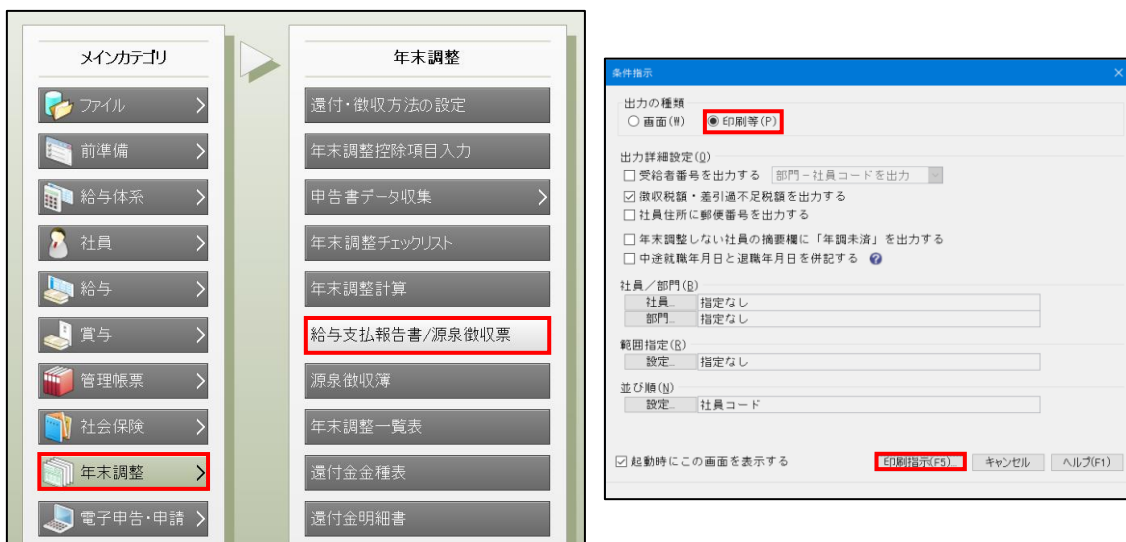 メインカテゴリ
ファイル
前準備
給与体系
社員
給与
賞与
管理帳票
社会保険
年末調整
電子申告・申請
年末調整
還付・徴収方法の設定
年末調整控除項目入力
申告書データ収集
年末調整チェックリスト
年末調整計算
給与支払報告書/源泉徴収票
源泉徴収簿
年末調整一覧表
還付金金種表
還付金明細書
条件指示
出力の種類
画面(W) 印刷等(P)
出力詳細設定(O)
受給者番号を出力する 部門-社員コードを出力
徴収税額・差引過不足税額を出力する
社員住所に郵便番号を出力する
年末調整しない社員の摘要欄に「年調未済」を出力する
中途就職年月日と退職年月日を併記する
社員/部門(B)
社員... 指定なし
部門... 指定なし
範囲指定(R)
設定... 指定なし
並び順(N)
設定... 社員コード
起動時にこの画面を表示する 印刷指示(F5)... キャンセル ヘルプ(F1)